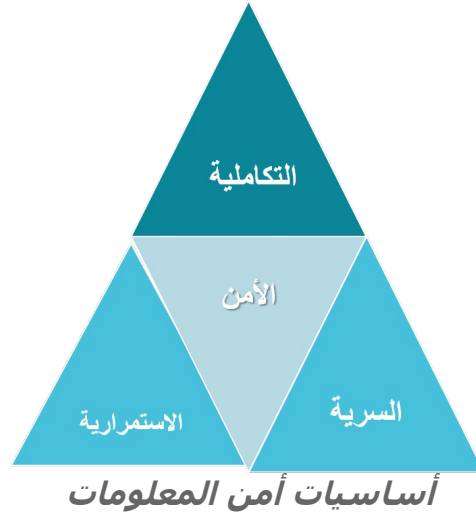 التكاملية
الأمن
السرية
الاستمرارية
أساسيات أمن المعلومات